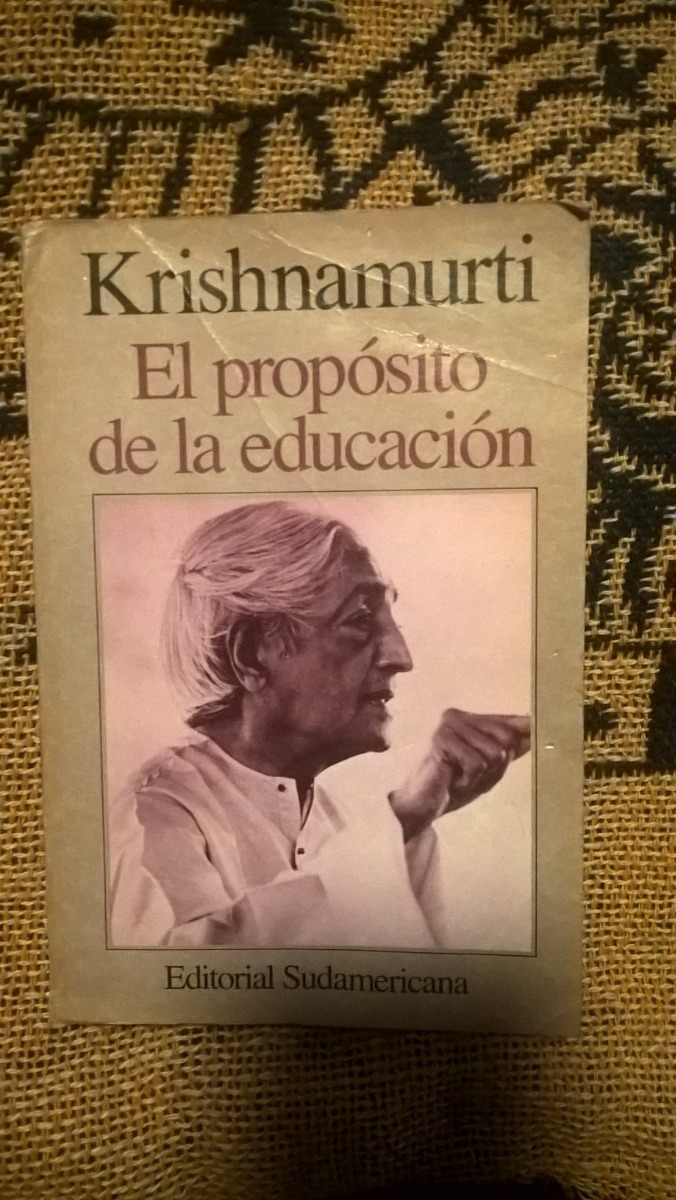 Krishnamurti
El propósito
de la educación
Editorial Sudamericana